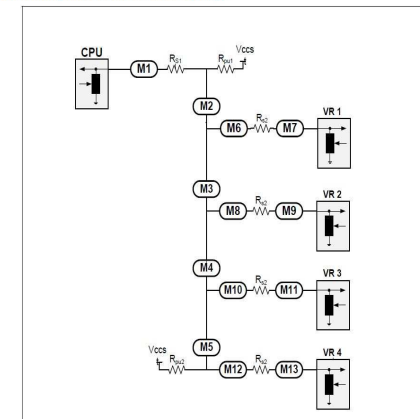 CPU
M1
RS1
Rpu1
Vccs
M2
M6
Rs2
M7
VR 1
M3
M8
Rs2
M9
VR 2
M4
M10
Rs2
M11
VR 3
M5
Vccs
Rpu2
M12
Rs2
M13
VR 4